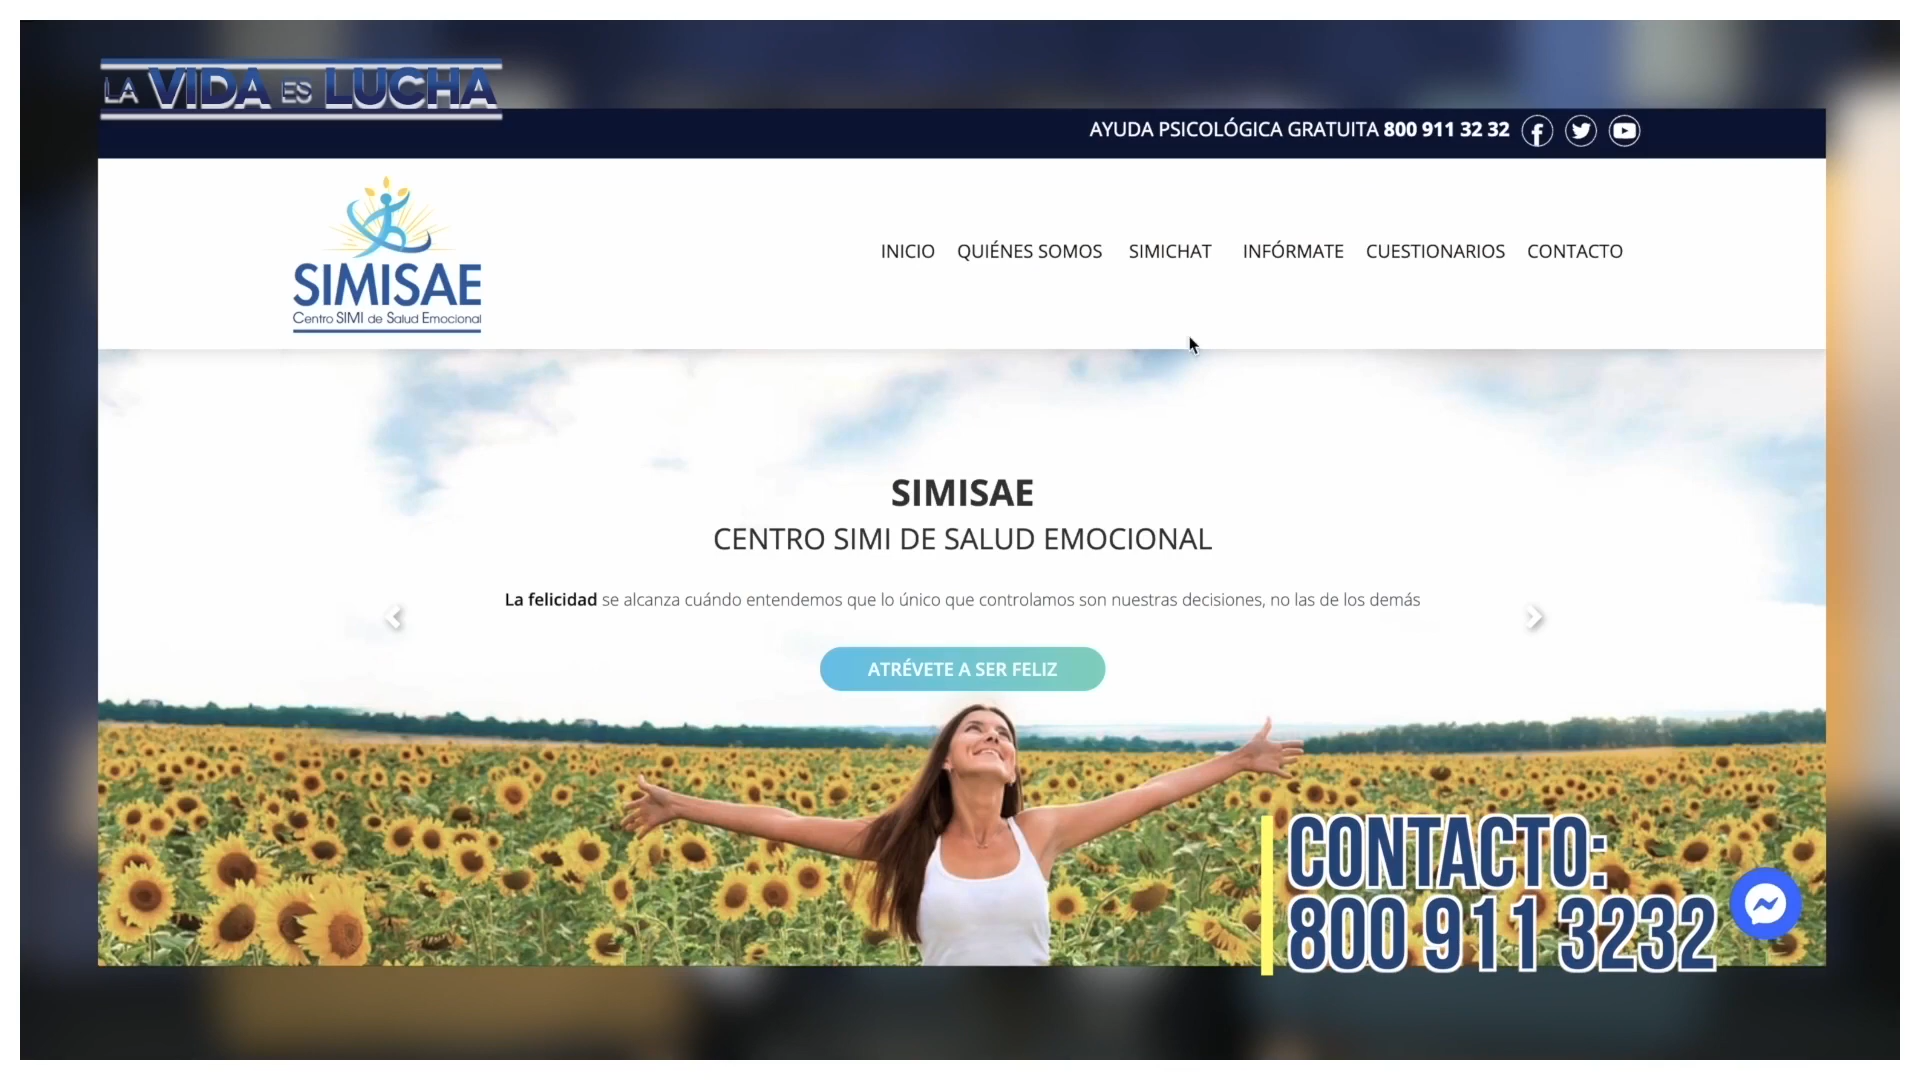 LA VIDA ES LUCHA
AYUDA PSICOLÓGICA GRATUITA 800 911 32 32
SIMISAE
Centro SIMI de Salud Emocional
INICIO QUIÉNES SOMOS SIMICHAT INFÓRMATE CUESTIONARIOS CONTACTO
SIMISAE
CENTRO SIMI DE SALUD EMOCIONAL
La felicidad se alcanza cuándo entendemos que lo único que controlamos son nuestras decisiones, no las de los demás
ATRÉVETE A SER FELIZ
CONTACTO:
800 911 3232